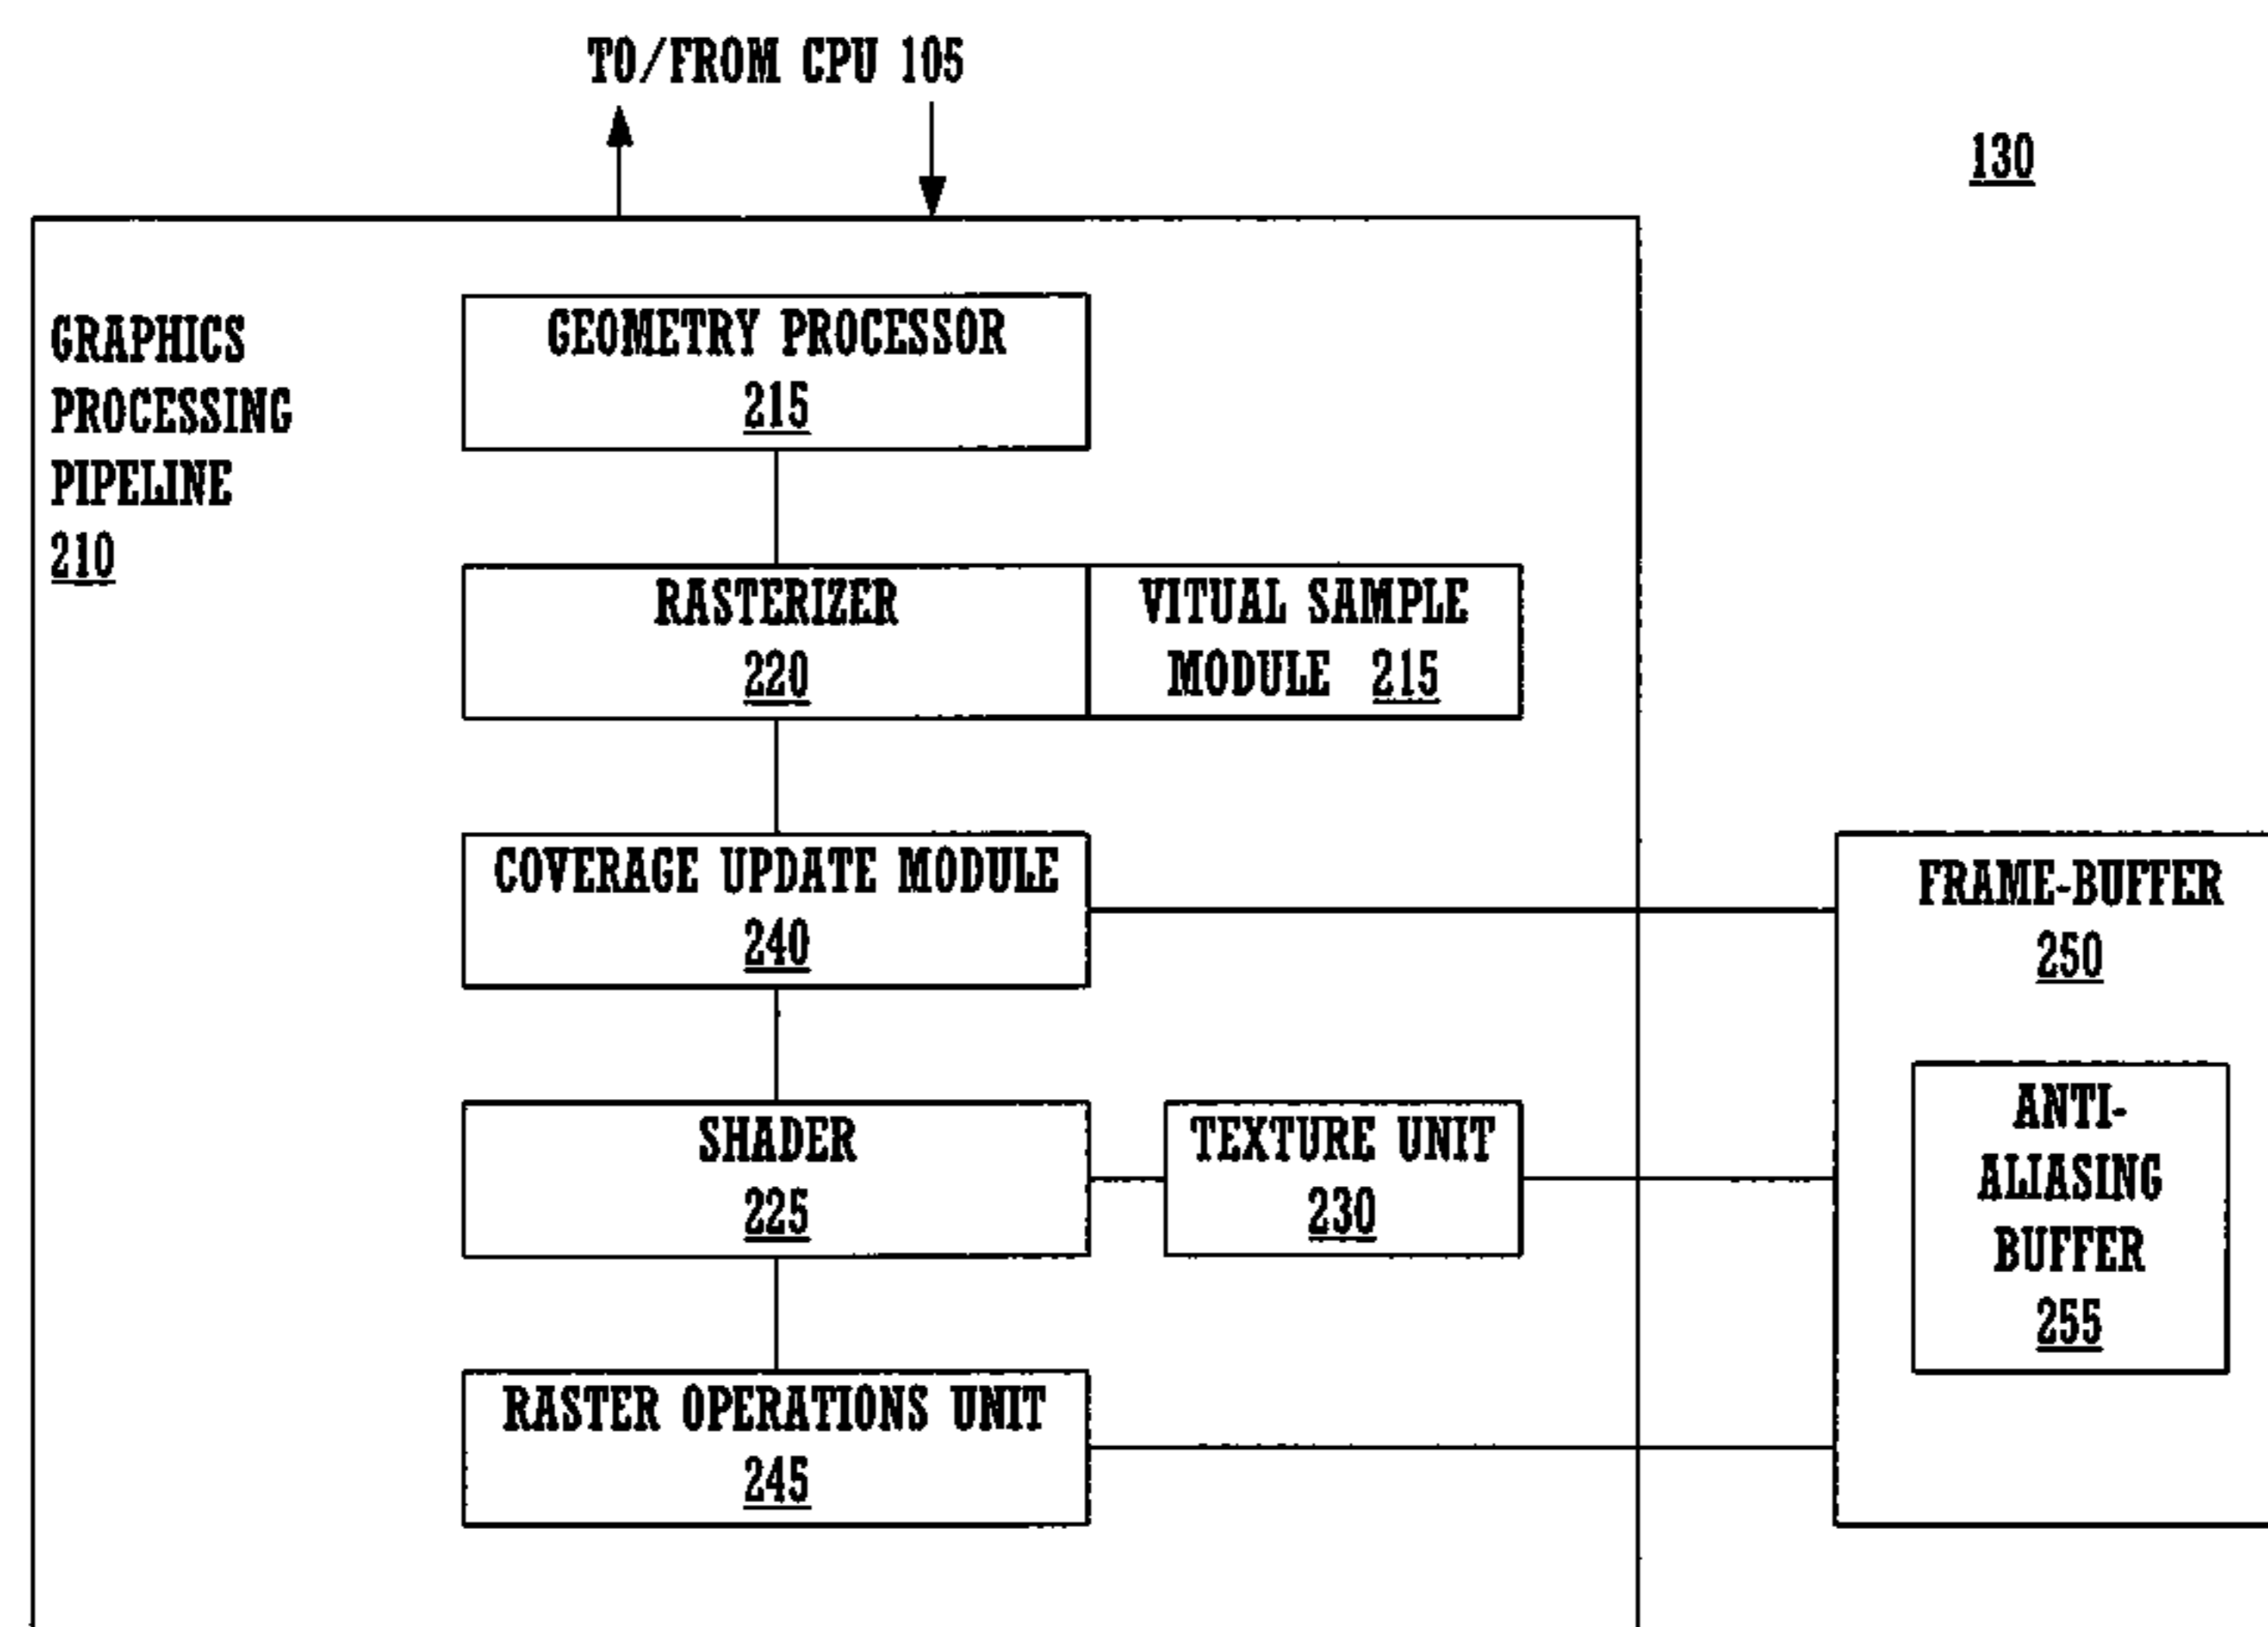 TO/FROM CPU 105
130
GRAPHICS
PROCESSING
PIPELINE
210
GEOMETRY PROCESSOR
215
RASTERIZER
220
VITUAL SAMPLE
MODULE 215
COVERAGE UPDATE MODULE
240
FRAME-BUFFER
250
SHADER
225
TEXTURE UNIT
230
ANTI-
ALIASING
BUFFER
255
RASTER OPERATIONS UNIT
245